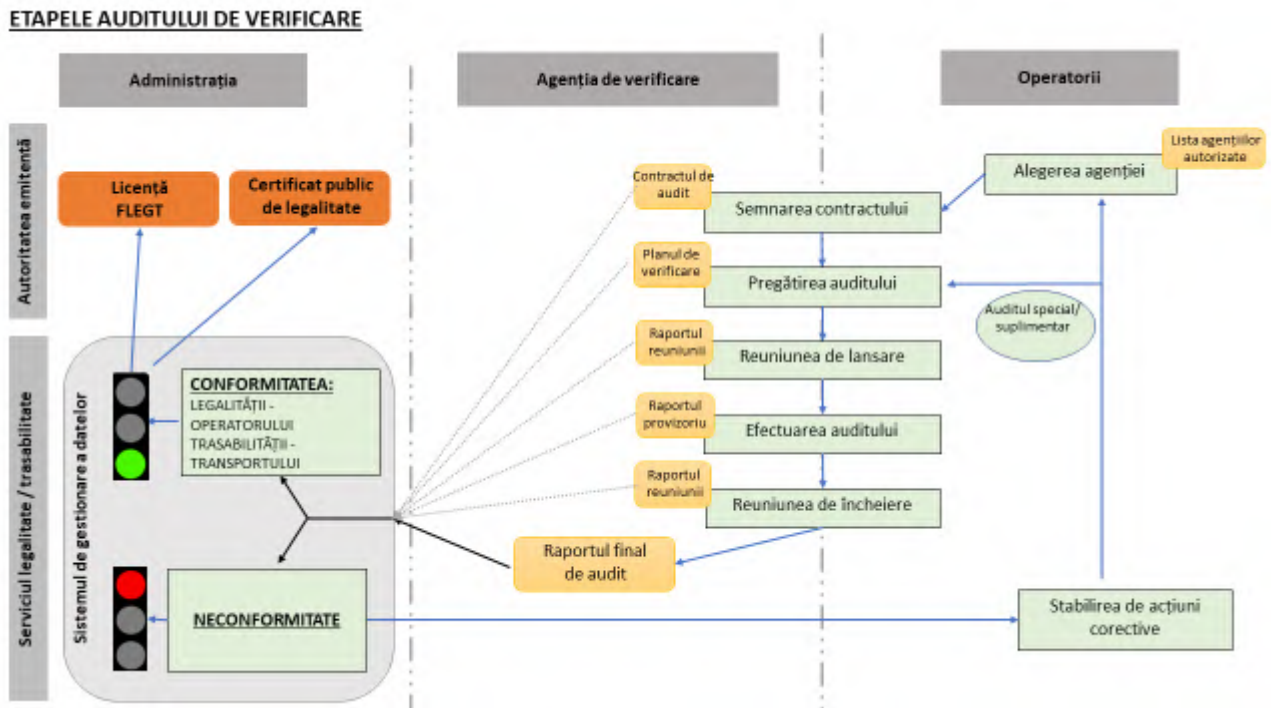 ETAPELE AUDITULUI DE VERIFICARE
Administrația
Agenția de verificare
Operatorii
Autoritatea emitentă
Licență
FLEGT
Certificat public
de legalitate
Contractul de
audit
Semnarea contractului
Alegerea agenției
Lista agențiilor
autorizate
Planul de
verificare
Pregătirea auditului
Auditul special/
suplimentar
Raportul
reuniunii
Reuniunea de lansare
Raportul
provizoriu
Efectuarea auditului
Raportul
reuniunii
Reuniunea de încheiere
Raportul final
de audit
Serviciul legalitate / trasabilitate
Sistemul de gestionare a datelor
CONFORMITATEA:
LEGALITĂȚII -
OPERATORULUI
TRASABILITĂȚII -
TRANSPORTULUI
NECONFORMITATE
Stabilirea de acțiuni
corective